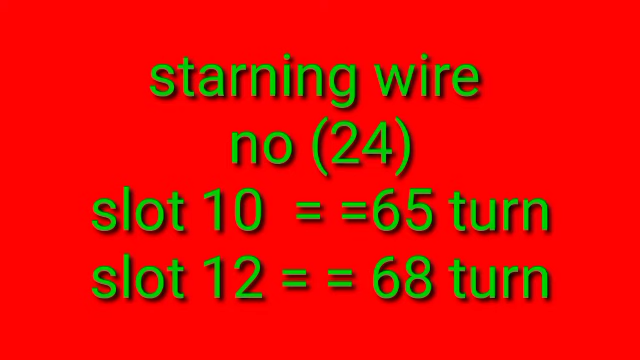 starning wire
no (24)
slot 10 = =65 turn
slot 12 = = 68 turn